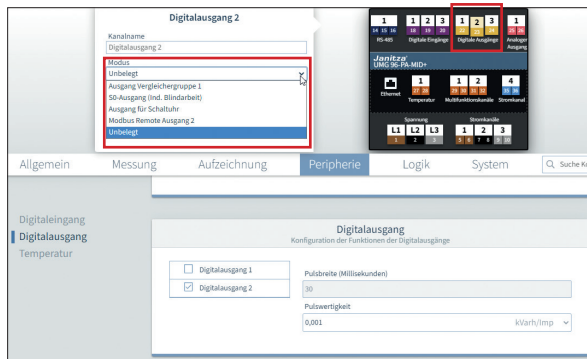 Digitalausgang 2
Kanalname
Digitalausgang 2
Modus
Unbelegt
Ausgang Vergleichergruppe 1
S0-Ausgang (Ind. Blindarbeit)
Ausgang für Schaltuhr
Modbus Remote Ausgang 2
Unbelegt
1 1 2 3 1 2 3 1
14 15 16 18 19 20 22 23 24 25 26
RS-485 Digitale Eingänge Digitale Ausgänge Analoger Ausgang
Janitza
UMG 96-PA-MID+
1 1 2 4
27 28 29 30 31 32 35 36
Ethernet Temperatur Multifunktionskanäle Stromkanal
Spannung Stromkanäle
L1 L2 L3 1 2 3
1 2 3 5 6 7 8 9 10
Allgemein Messung Aufzeichnung Peripherie Logik System Suche
Digitaleingang
Digitalausgang
Temperatur
Digitalausgang
Konfiguration der Funktionen der Digitalausgänge
Digitalausgang 1
Digitalausgang 2
Pulsbreite (Millisekunden)
30
Pulswertigkeit
0,001 kVarh/Imp